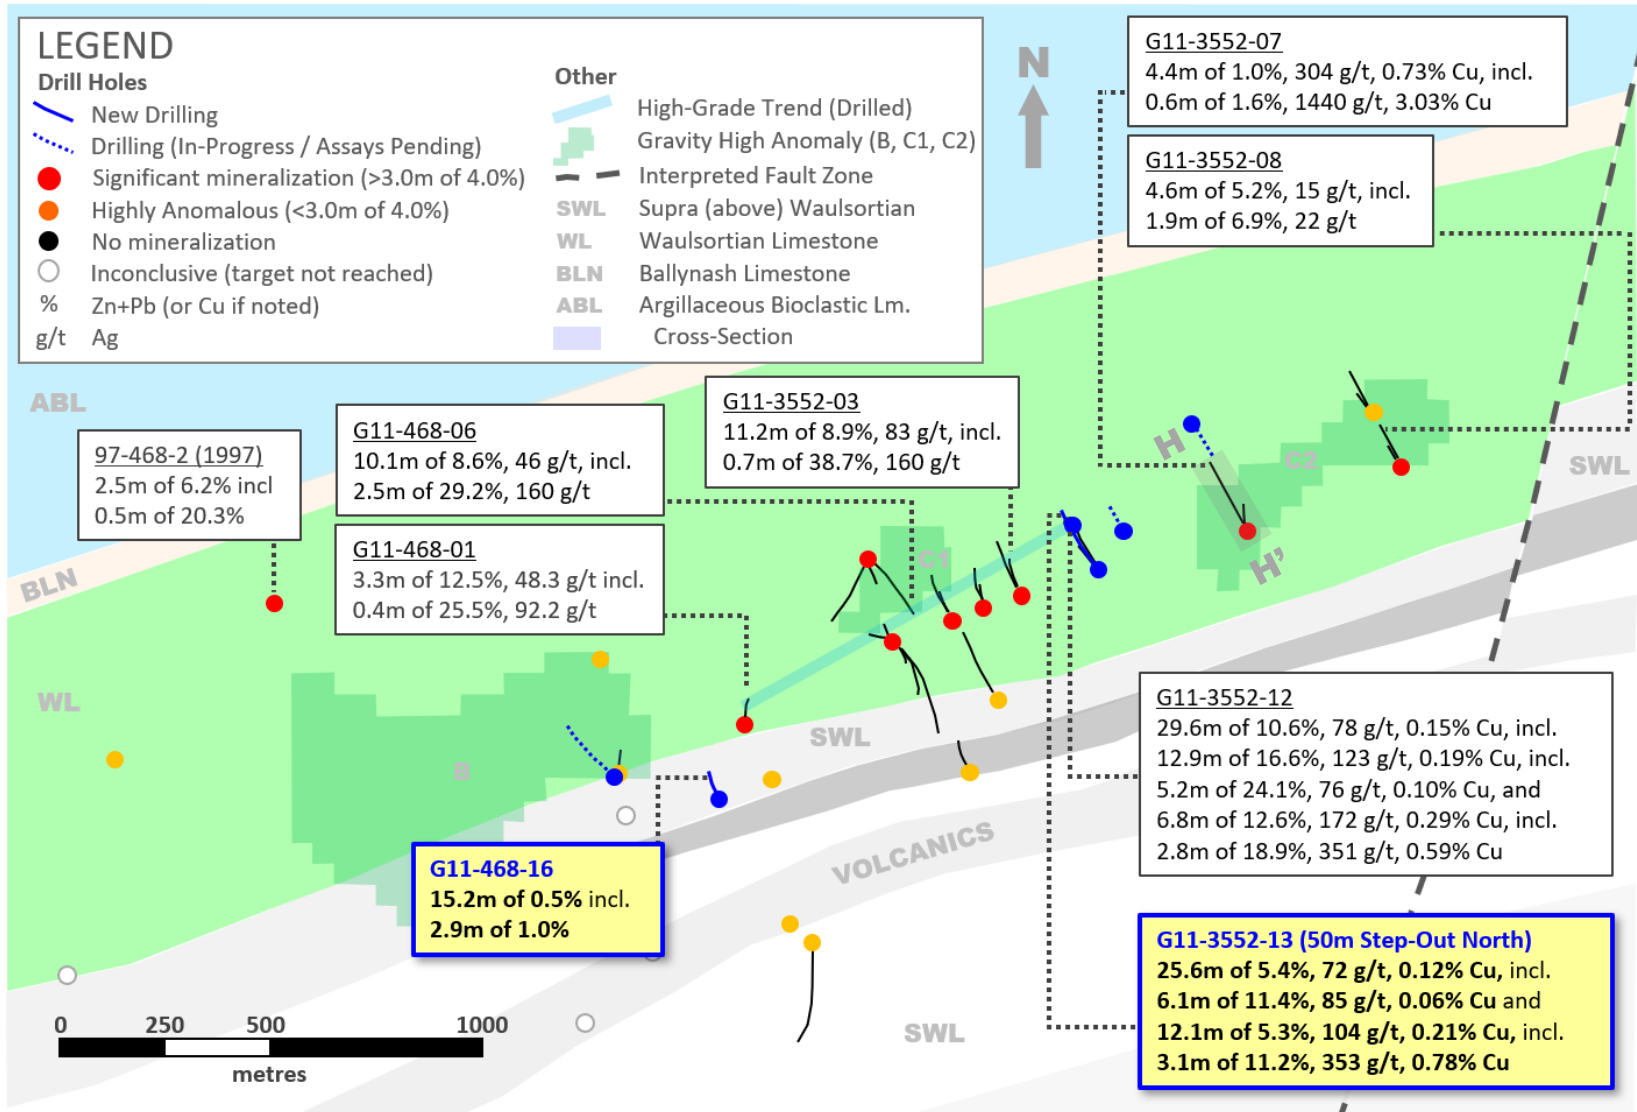 LEGEND
Drill Holes
New Drilling
Drilling (In-Progress / Assays Pending)
Significant mineralization (>3.0m of 4.0%)
Highly Anomalous (<3.0m of 4.0%)
No mineralization
Inconclusive (target not reached)
% Zn+Pb (or Cu if noted)
g/t Ag
Other
High-Grade Trend (Drilled)
Gravity High Anomaly (B, C1, C2)
Interpreted Fault Zone
SWL Supra (above) Waulsortian
WL Waulsortian Limestone
BLN Ballynash Limestone
ABL Argillaceous Bioclastic Lm.
Cross-Section
N
G11-3552-07
4.4m of 1.0%, 304 g/t, 0.73% Cu, incl.
0.6m of 1.6%, 1440 g/t, 3.03% Cu
G11-3552-08
4.6m of 5.2%, 15 g/t, incl.
1.9m of 6.9%, 22 g/t
ABL
97-468-2 (1997)
2.5m of 6.2% incl
0.5m of 20.3%
G11-468-06
10.1m of 8.6%, 46 g/t, incl.
2.5m of 29.2%, 160 g/t
G11-3552-03
11.2m of 8.9%, 83 g/t, incl.
0.7m of 38.7%, 160 g/t
G11-468-01
3.3m of 12.5%, 48.3 g/t incl.
0.4m of 25.5%, 92.2 g/t
H
C2
SWL
C1
H'
BLN
WL
B
SWL
G11-3552-12
29.6m of 10.6%, 78 g/t, 0.15% Cu, incl.
12.9m of 16.6%, 123 g/t, 0.19% Cu, incl.
5.2m of 24.1%, 76 g/t, 0.10% Cu, and
6.8m of 12.6%, 172 g/t, 0.29% Cu, incl.
2.8m of 18.9%, 351 g/t, 0.59% Cu
VOLCANICS
G11-468-16
15.2m of 0.5% incl.
2.9m of 1.0%
G11-3552-13 (50m Step-Out North)
25.6m of 5.4%, 72 g/t, 0.12% Cu, incl.
6.1m of 11.4%, 85 g/t, 0.06% Cu and
12.1m of 5.3%, 104 g/t, 0.21% Cu, incl.
3.1m of 11.2%, 353 g/t, 0.78% Cu
SWL
0 250 500 1000
metres